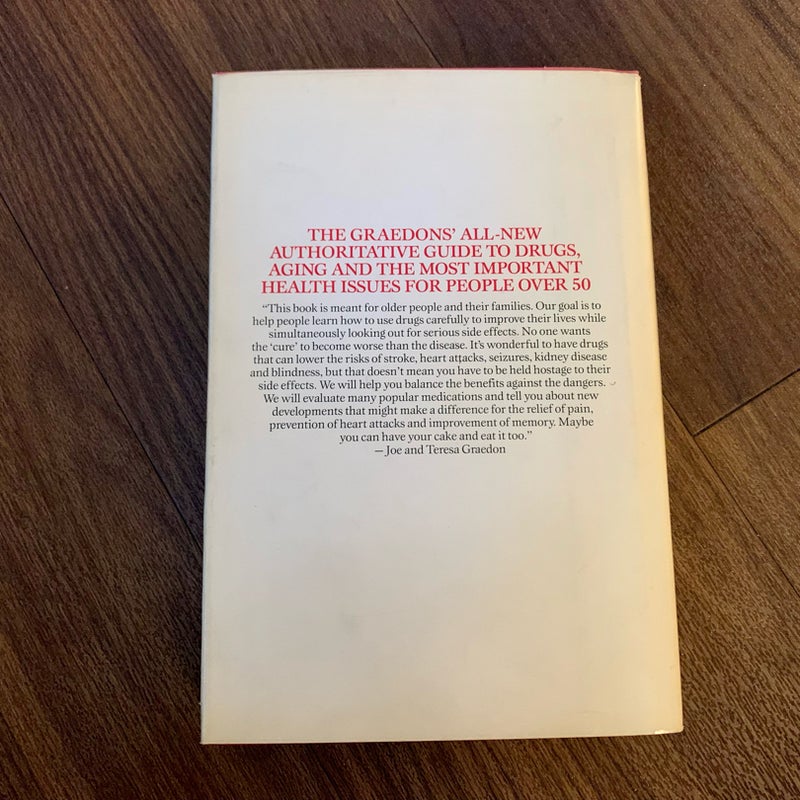 THE GRAEDONS' ALL-NEW
AUTHORITATIVE GUIDE TO DRUGS,
AGING AND THE MOST IMPORTANT
HEALTH ISSUES FOR PEOPLE OVER 50
“This book is meant for older people and their families. Our goal is to
help people learn how to use drugs carefully to improve their lives while
simultaneously looking out for serious side effects. No one wants
the ‘cure’ to become worse than the disease. It’s wonderful to have drugs
that can lower the risks of stroke, heart attacks, seizures, kidney disease
and blindness, but that doesn’t mean you have to be held hostage to their
side effects. We will help you balance the benefits against the dangers.
We will evaluate many popular medications and tell you about new
developments that might make a difference for the relief of pain,
prevention of heart attacks and improvement of memory. Maybe
you can have your cake and eat it too.”
— Joe and Teresa Graedon